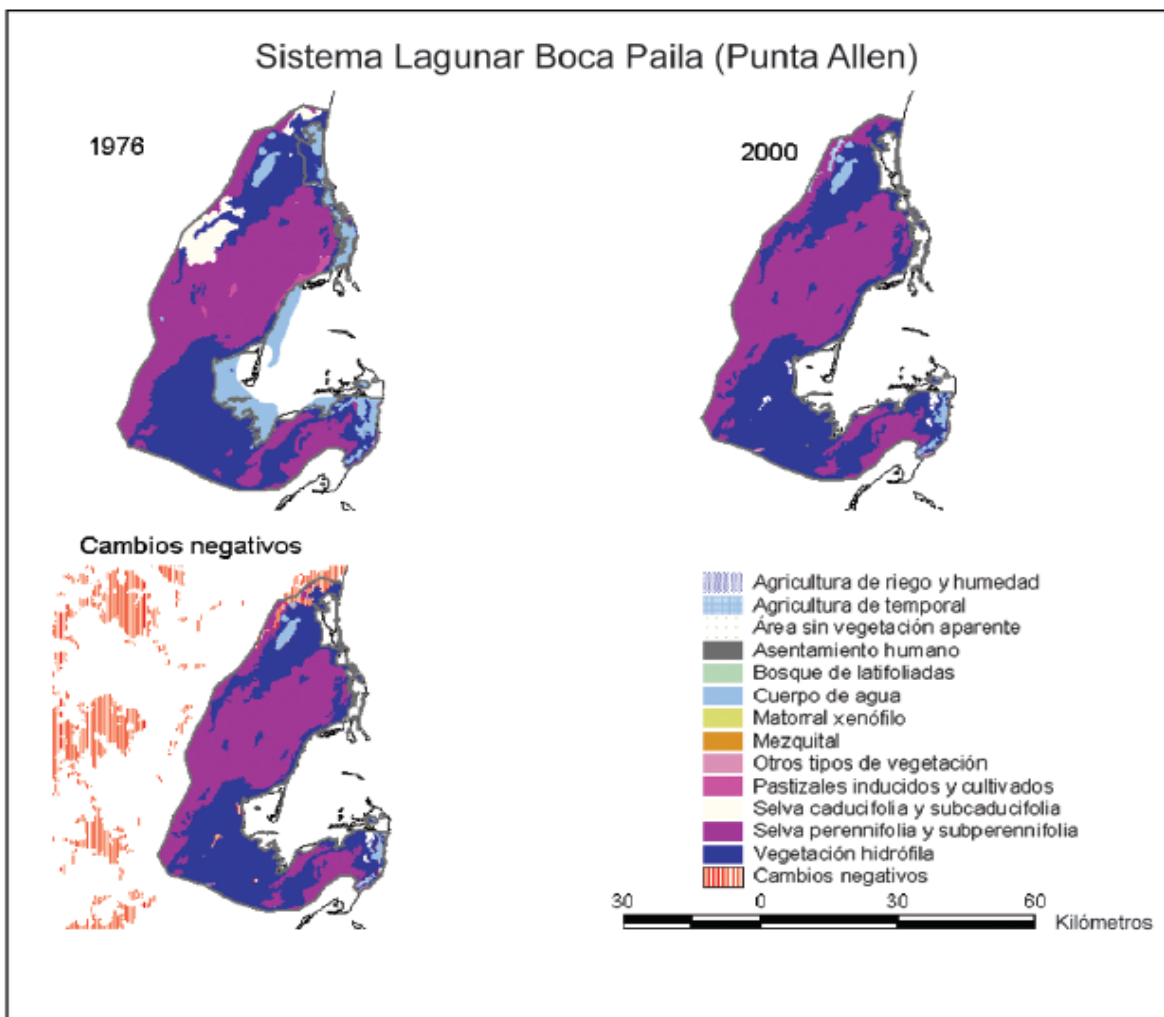 Sistema Lagunar Boca Paila (Punta Allen)
1976
2000
Cambios negativos
Agricultura de riego y humedad
Agricultura de temporal
Área sin vegetación aparente
Asentamiento humano
Bosque de latifoliadas
Cuerpo de agua
Matorral xenófilo
Mezquital
Otros tipos de vegetación
Pastizales inducidos y cultivados
Selva caducifolia y subcaducifolia
Selva perennifolia y subperennifolia
Vegetación hidrófila
Cambios negativos
30 0 30 60
Kilómetros